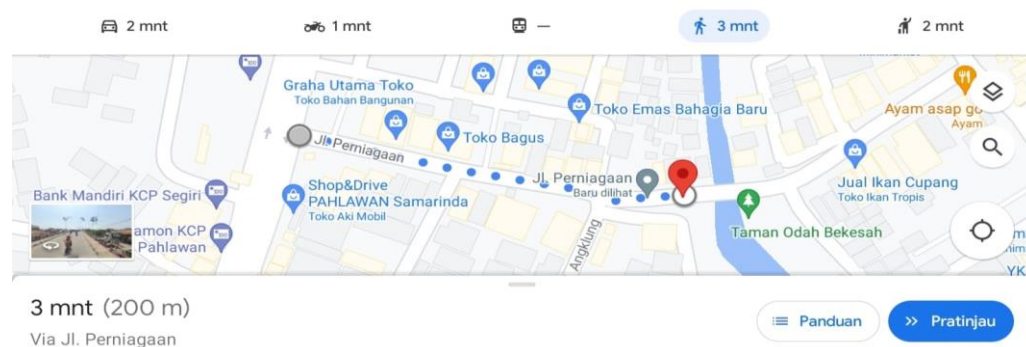 2 mnt
1 mnt
—
3 mnt
2 mnt
Graha Utama Toko
Toko Bahan Bangunan
Toko Emas Bahagia Baru
Ayam asap go
Ayam
Jl. Perniagaan
Toko Bagus
Jl. Perniagaan
Baru dilihat
Bank Mandiri KCP Segiri
Shop&Drive
PAHLAWAN Samarinda
Toko Aki Mobil
Jual Ikan Cupang
Toko Ikan Tropis
amon KCP
Pahlawan
Angklung
Taman Odah Bekesah
YK
3 mnt (200 m)
Via Jl. Perniagaan
Panduan
Pratinjau